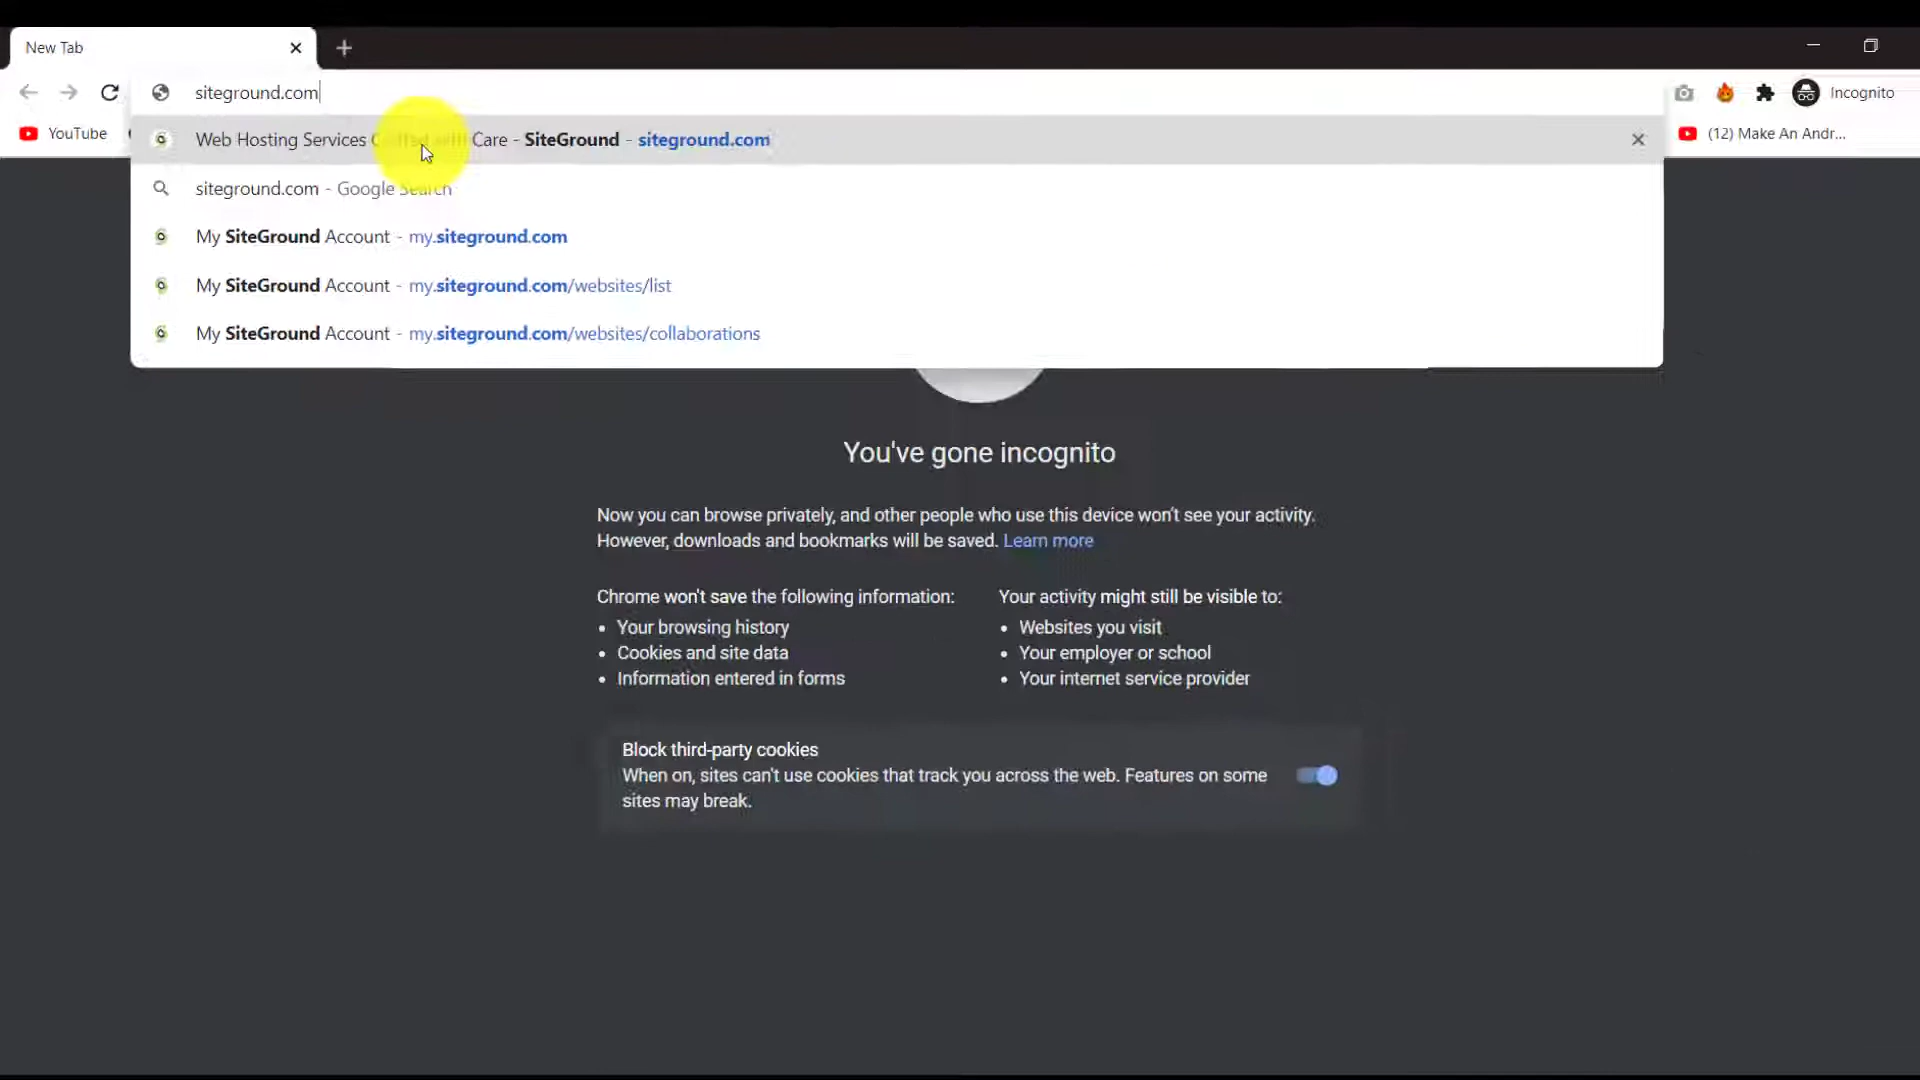 New Tab
siteground.com
Incognito
YouTube
(12) Make An Andr...
Web Hosting Services Crafted with Care - SiteGround - siteground.com
siteground.com - Google Search
My SiteGround Account - my.siteground.com
My SiteGround Account - my.siteground.com/websites/list
My SiteGround Account - my.siteground.com/websites/collaborations
You've gone incognito
Now you can browse privately, and other people who use this device won't see your activity.
However, downloads and bookmarks will be saved. Learn more
Chrome won't save the following information:
• Your browsing history
• Cookies and site data
• Information entered in forms
Your activity might still be visible to:
• Websites you visit
• Your employer or school
• Your internet service provider
Block third-party cookies
When on, sites can't use cookies that track you across the web. Features on some
sites may break.